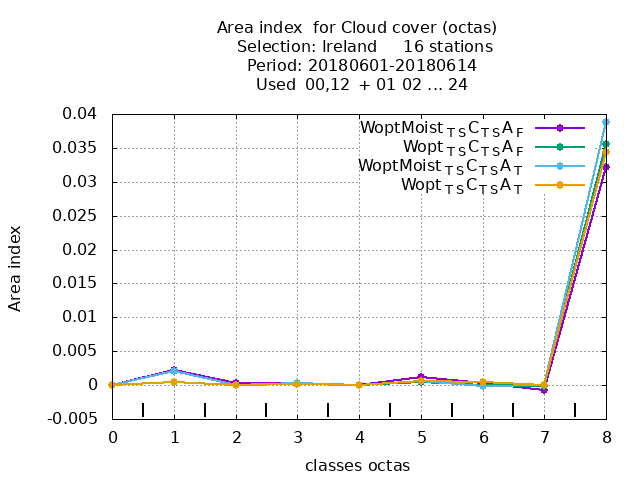 Area index for Cloud cover (octas)
Selection: Ireland 16 stations
Period: 20180601-20180614
Used 00,12 + 01 02 ... 24
0.04
0.035
0.03
0.025
0.02
0.015
0.01
0.005
0
-0.005
Area index
WoptMoist TS C TS A F
Wopt TS C TS A F
WoptMoist TS C TS A T
Wopt TS C TS A T
0 1 2 3 4 5 6 7 8
classes octas